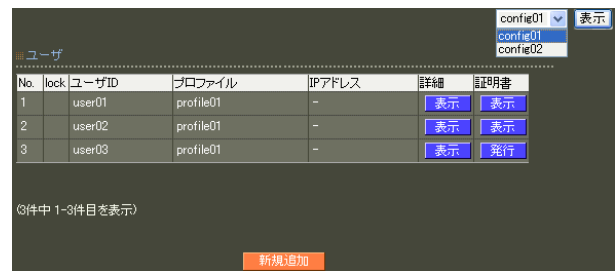 config01 表示
config01
config02
ユーザ
No. lock ユーザID プロファイル IPアドレス 詳細 証明書
1 user01 profile01 - 表示 表示
2 user02 profile01 - 表示 表示
3 user03 profile01 - 表示 発行
(3件中 1-3件目を表示)
新規追加